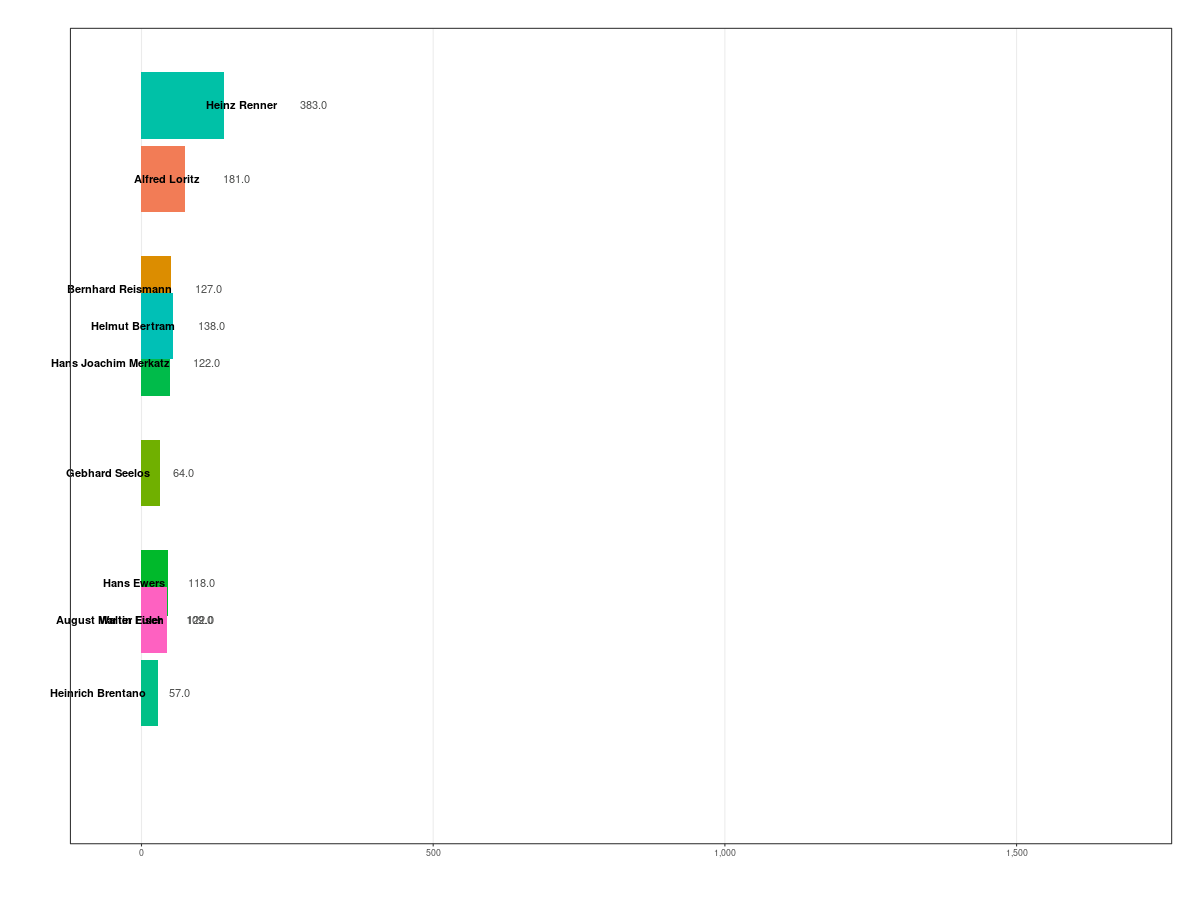 Heinz Renner 383.0
Alfred Loritz 181.0
Bernhard Reismann 127.0
Helmut Bertram 138.0
Hans Joachim Merkatz 122.0
Gebhard Seelos 64.0
Hans Ewers 118.0
August Martin
Heinrich Brentano 57.0
0 500 1,000 1,500